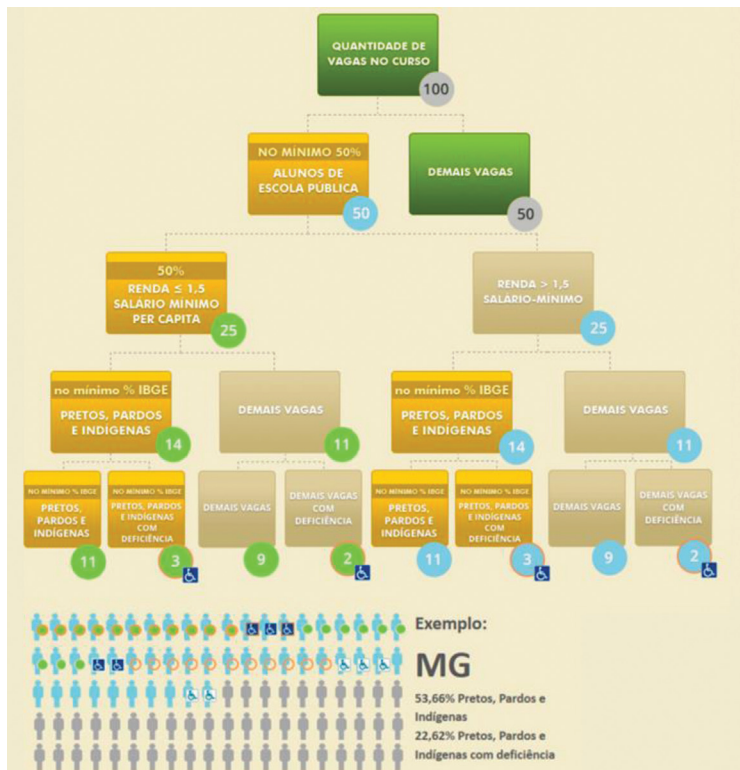 QUANTIDADE DE
VAGAS NO CURSO
100
NO MÍNIMO 50%
ALUNOS DE
ESCOLA PÚBLICA
50
DEMAIS VAGAS
50
50%
RENDA ≤ 1,5
SALÁRIO MÍNIMO
PER CAPITA
25
RENDA > 1,5
SALÁRIO-MÍNIMO
25
no mínimo % IBGE
PRETOS, PARDOS
E INDÍGENAS
14
DEMAIS VAGAS
11
no mínimo % IBGE
PRETOS, PARDOS
E INDÍGENAS
14
DEMAIS VAGAS
11
NO MÍNIMO % IBGE
PRETOS,
PARDOS E
INDÍGENAS
11
NO MÍNIMO % IBGE
PRETOS, PARDOS
E INDÍGENAS
COM
DEFICIÊNCIA
3
DEMAIS VAGAS
9
DEMAIS VAGAS
COM
DEFICIÊNCIA
2
NO MÍNIMO % IBGE
PRETOS,
PARDOS E
INDÍGENAS
11
NO MÍNIMO % IBGE
PRETOS, PARDOS
E INDÍGENAS
COM
DEFICIÊNCIA
3
DEMAIS VAGAS
9
DEMAIS VAGAS
COM
DEFICIÊNCIA
2
Exemplo:
MG
53,66% Pretos, Pardos e
Indígenas
22,62% Pretos, Pardos e
Indígenas com deficiência